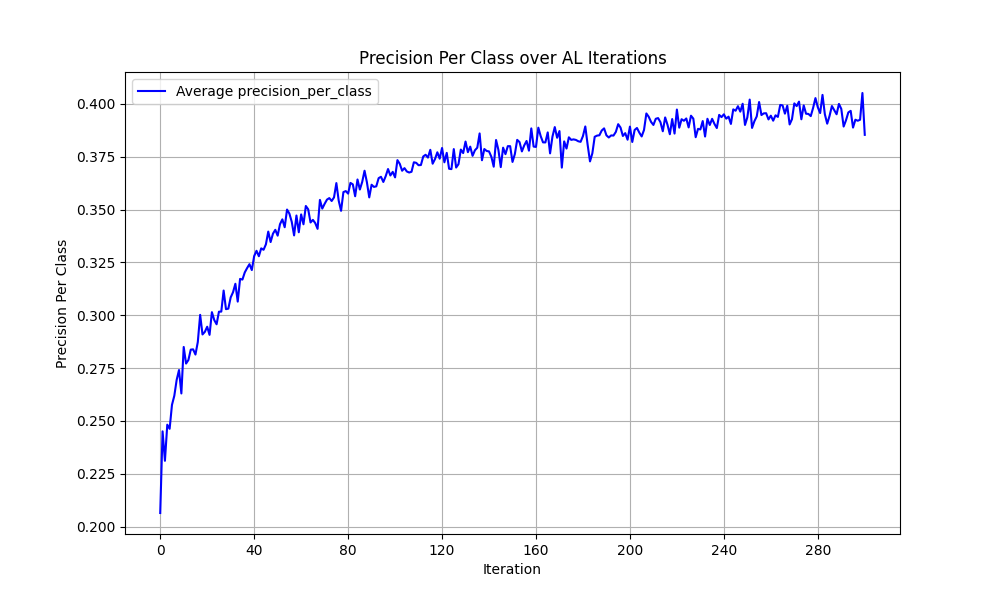 Precision Per Class over AL Iterations
Average precision_per_class
Precision Per Class
0.400
0.375
0.350
0.325
0.300
0.275
0.250
0.225
0.200
0 40 80 120 160 200 240 280
Iteration